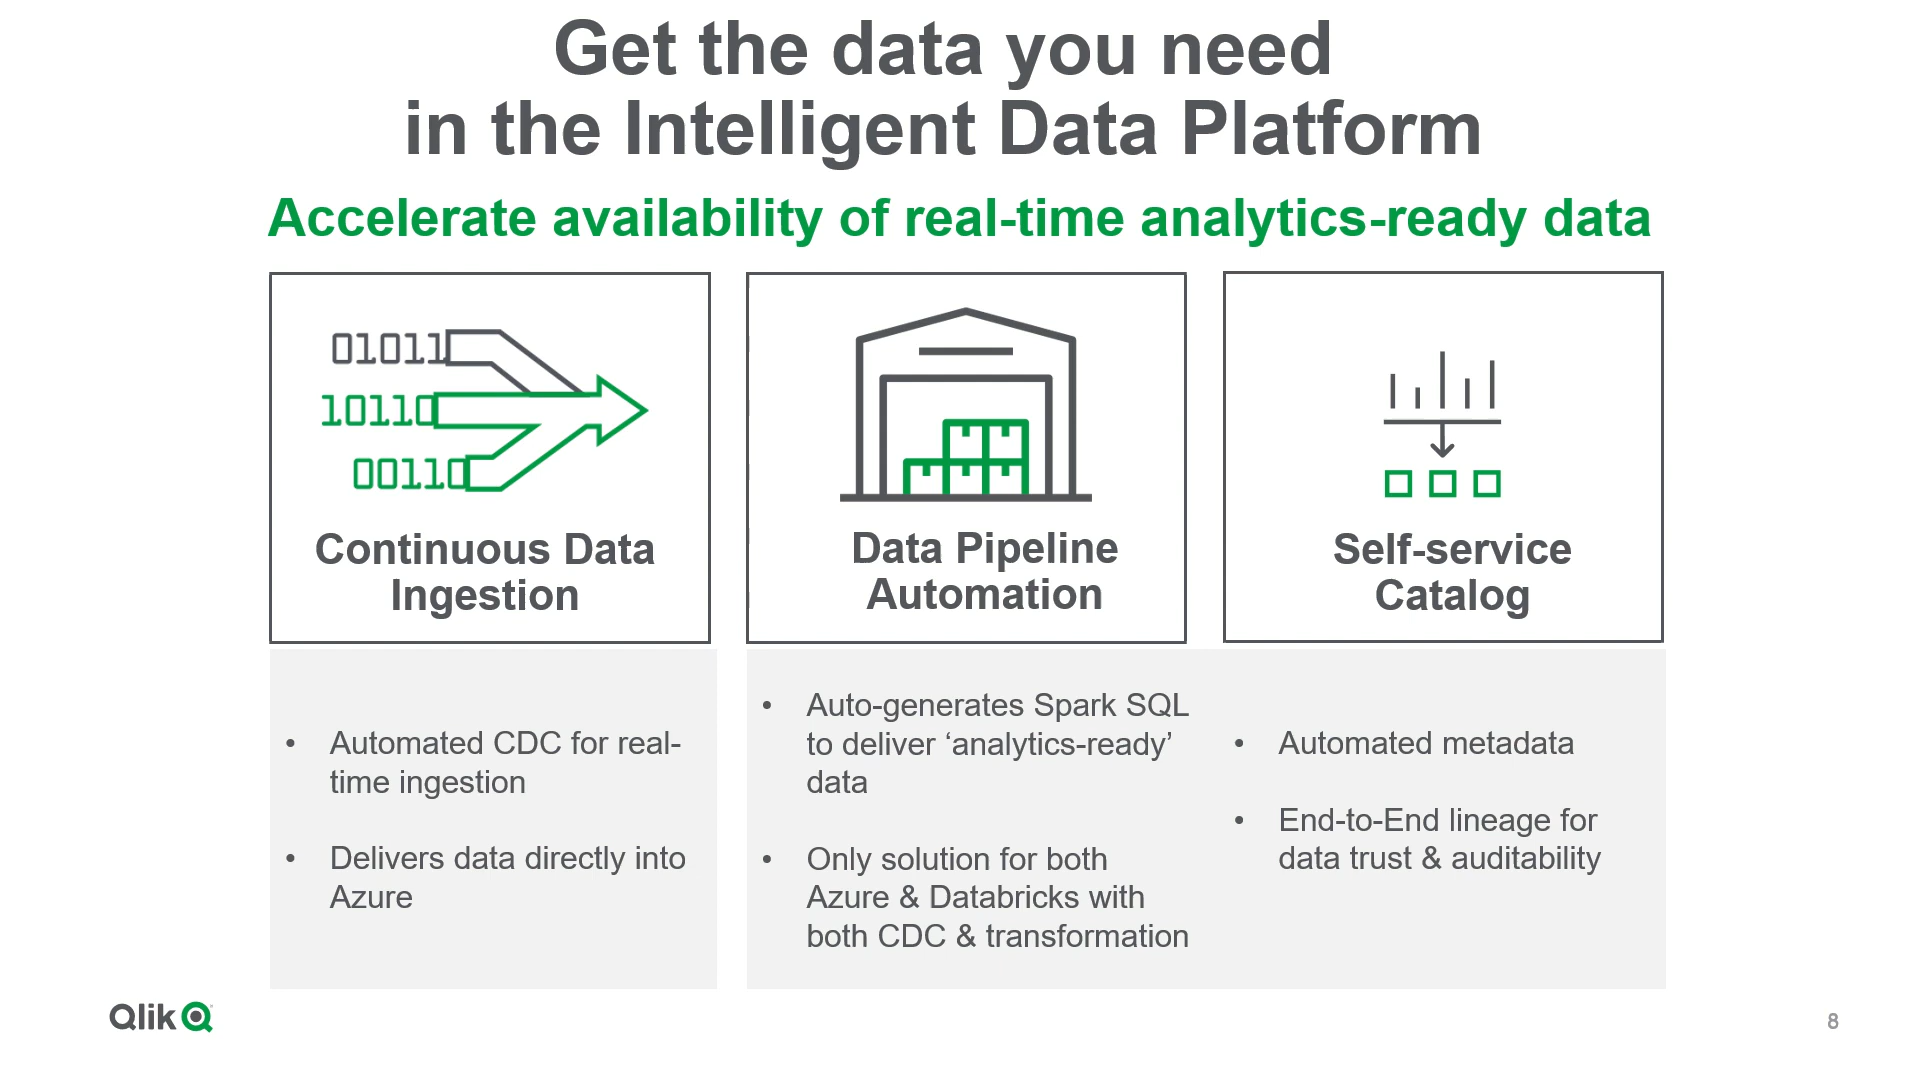 Get the data you need
in the Intelligent Data Platform
Accelerate availability of real-time analytics-ready data
01011
10110
00110
Continuous Data
Ingestion
Data Pipeline
Automation
Self-service
Catalog
• Automated CDC for real-
time ingestion
• Delivers data directly into
Azure
• Auto-generates Spark SQL
to deliver ‘analytics-ready’
data
• Only solution for both
Azure & Databricks with
both CDC & transformation
• Automated metadata
• End-to-End lineage for
data trust & auditability
Qlik
8